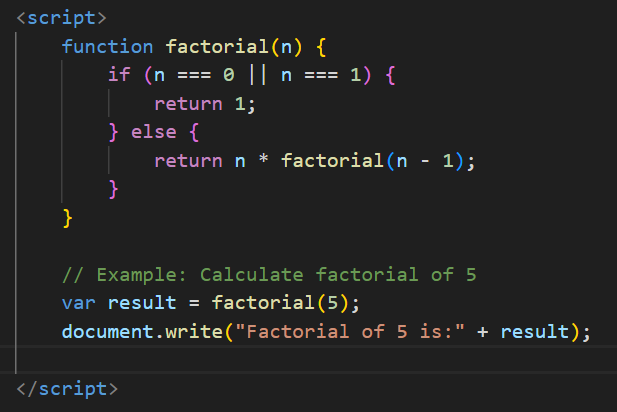 <script>
    function factorial(n) {
        if (n === 0 || n === 1) {
            return 1;
        } else {
            return n * factorial(n - 1);
        }
    }

    // Example: Calculate factorial of 5
    var result = factorial(5);
    document.write("Factorial of 5 is:" + result);

</script>